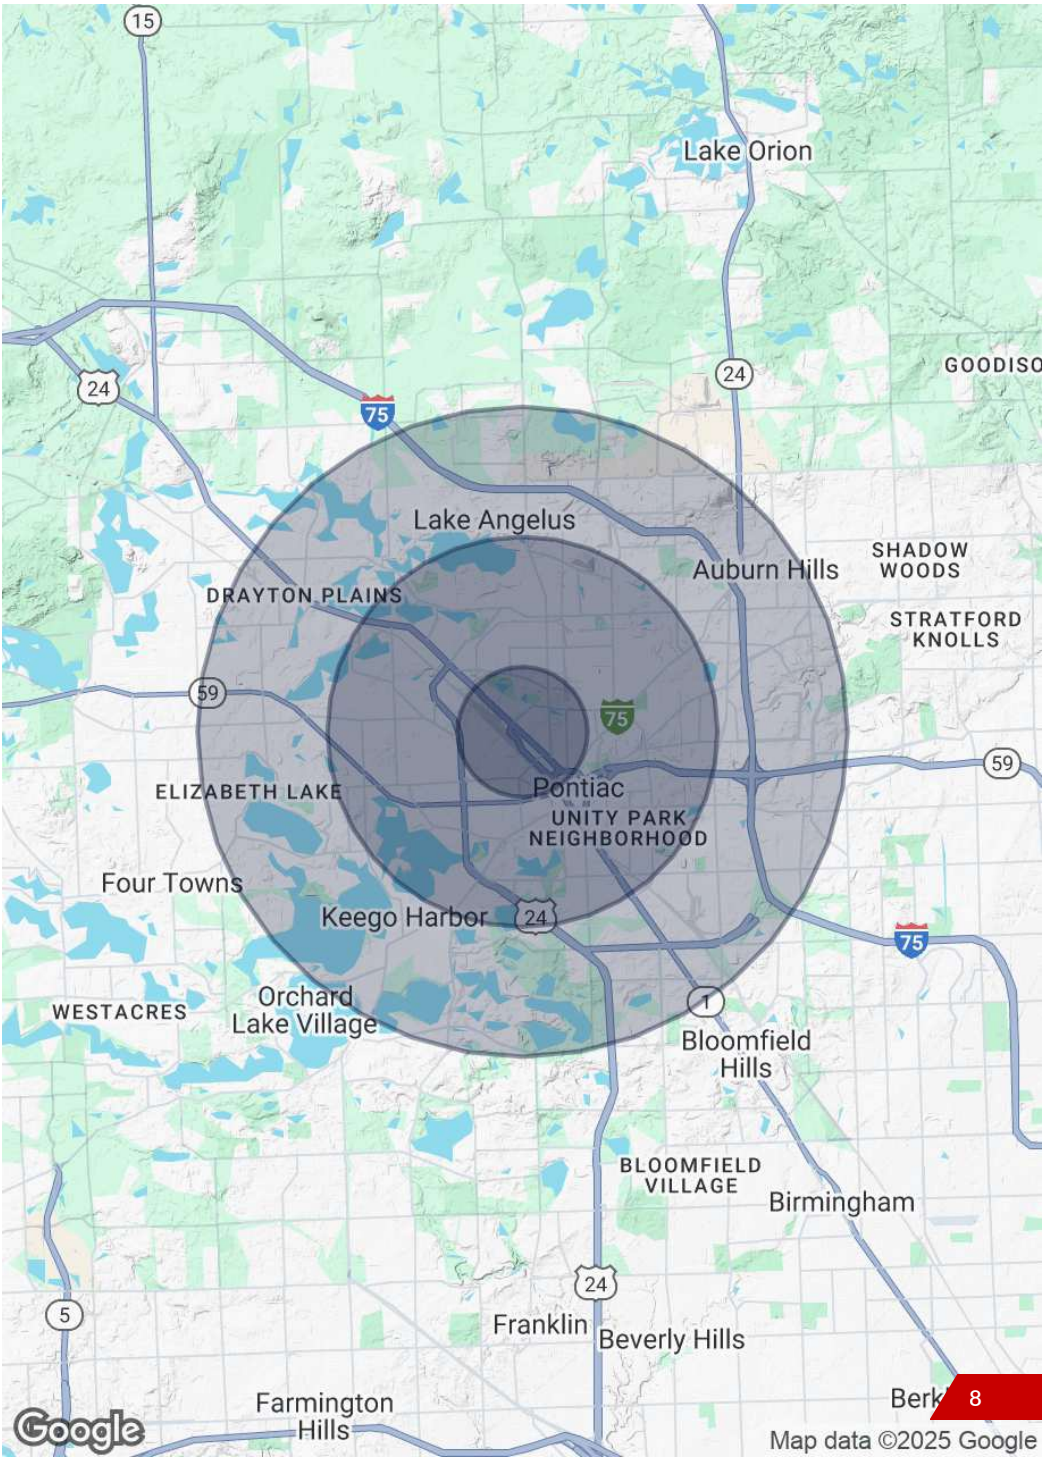 15
Lake Orion
24
24
GOODISO
75
Lake Angelus
SHADOW
WOODS
Auburn Hills
DRAYTON PLAINS
STRATFORD
KNOLLS
59
75
59
ELIZABETH LAKE
Pontiac
UNITY PARK
NEIGHBORHOOD
Four Towns
Keego Harbor
24
75
Orchard
Lake Village
WESTACRES
1
Bloomfield
Hills
BLOOMFIELD
VILLAGE
Birmingham
24
5
Franklin
Beverly Hills
Berk
8
Farmington
Hills
Google
Map data ©2025 Google